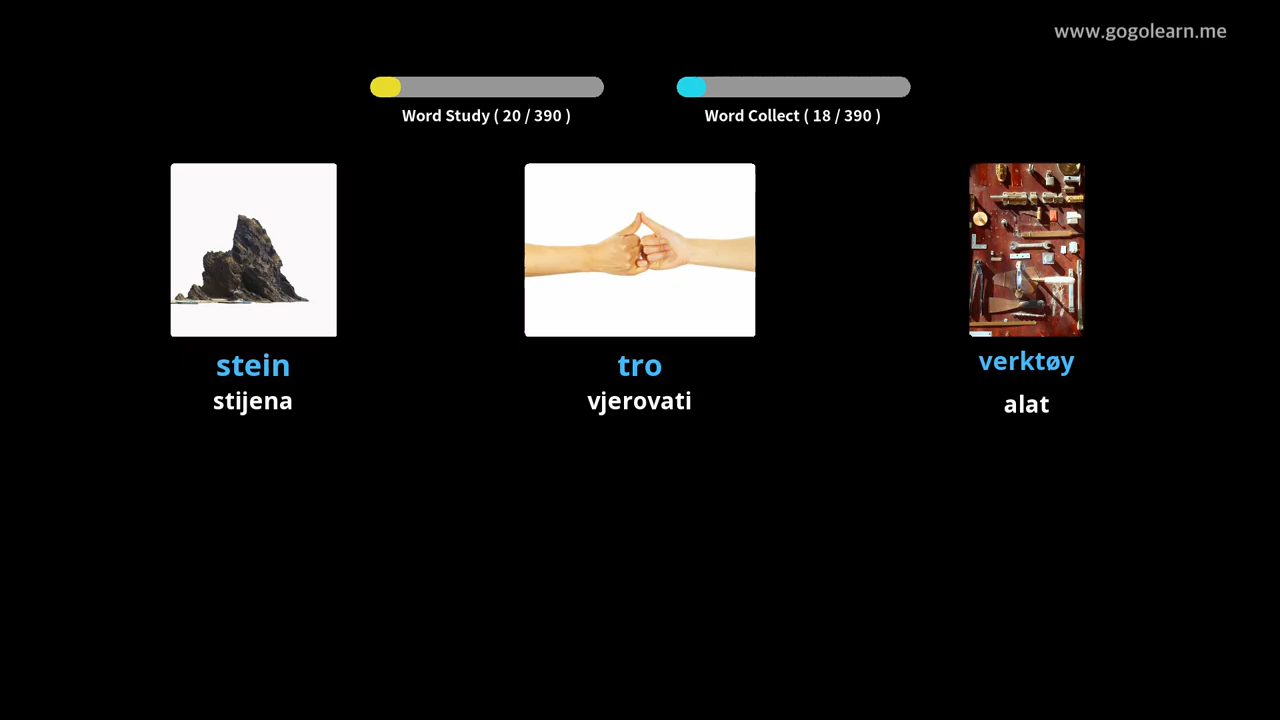 www.gogolearn.me
Word Study ( 20 / 390 )
Word Collect ( 18 / 390 )
stein
stijena
tro
vjerovati
verktøy
alat